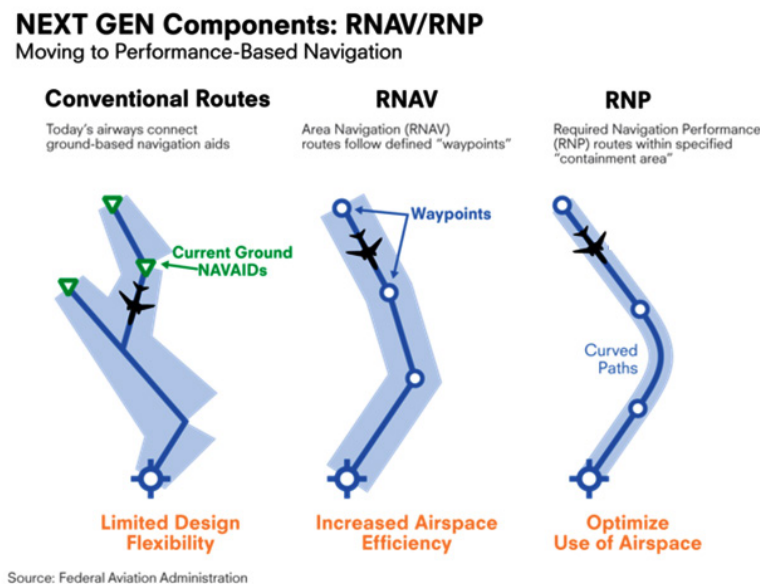 NEXT GEN Components: RNAV/RNP
Moving to Performance-Based Navigation
Conventional Routes
Today's airways connect
ground-based navigation aids
RNAV
Area Navigation (RNAV)
routes follow defined "waypoints"
RNP
Required Navigation Performance
(RNP) routes within specified
"containment area"
Current Ground
NAVAIDs
Waypoints
Curved
Paths
Limited Design
Flexibility
Increased Airspace
Efficiency
Optimize
Use of Airspace
Source: Federal Aviation Administration